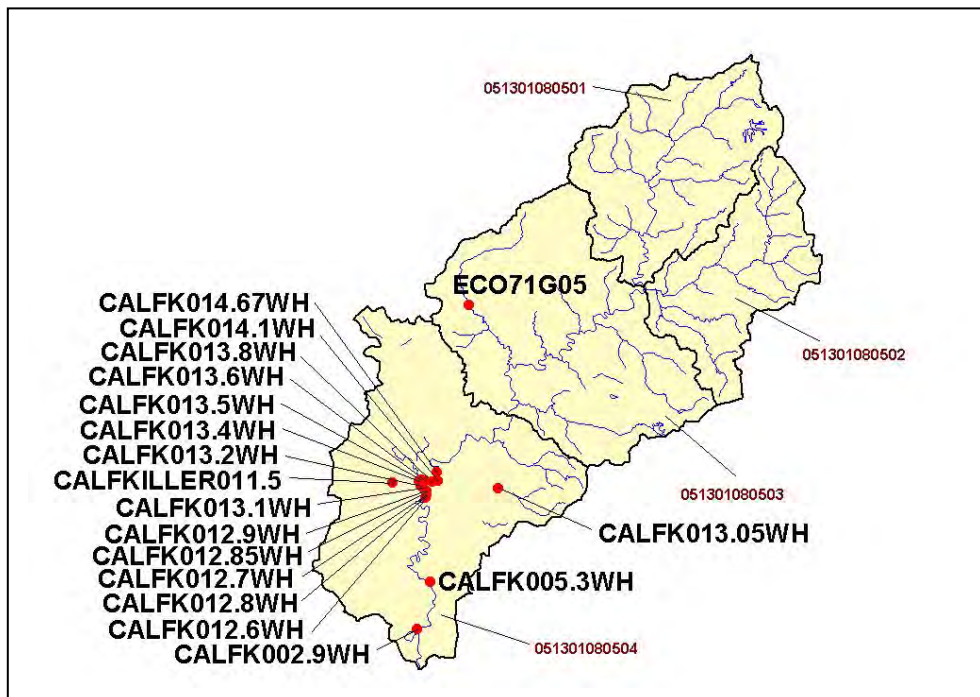 051301080501
ECO71G05
CALFK014.67WH
CALFK014.1WH
CALFK013.8WH
051301080502
CALFK013.6WH
CALFK013.5WH
CALFK013.4WH
CALFK013.2WH
CALFKILLER011.5
051301080503
CALFK013.1WH
CALFK013.05WH
CALFK012.9WH
CALFK012.85WH
CALFK012.7WH
CALFK005.3WH
CALFK012.8WH
CALFK012.6WH
051301080504
CALFK002.9WH